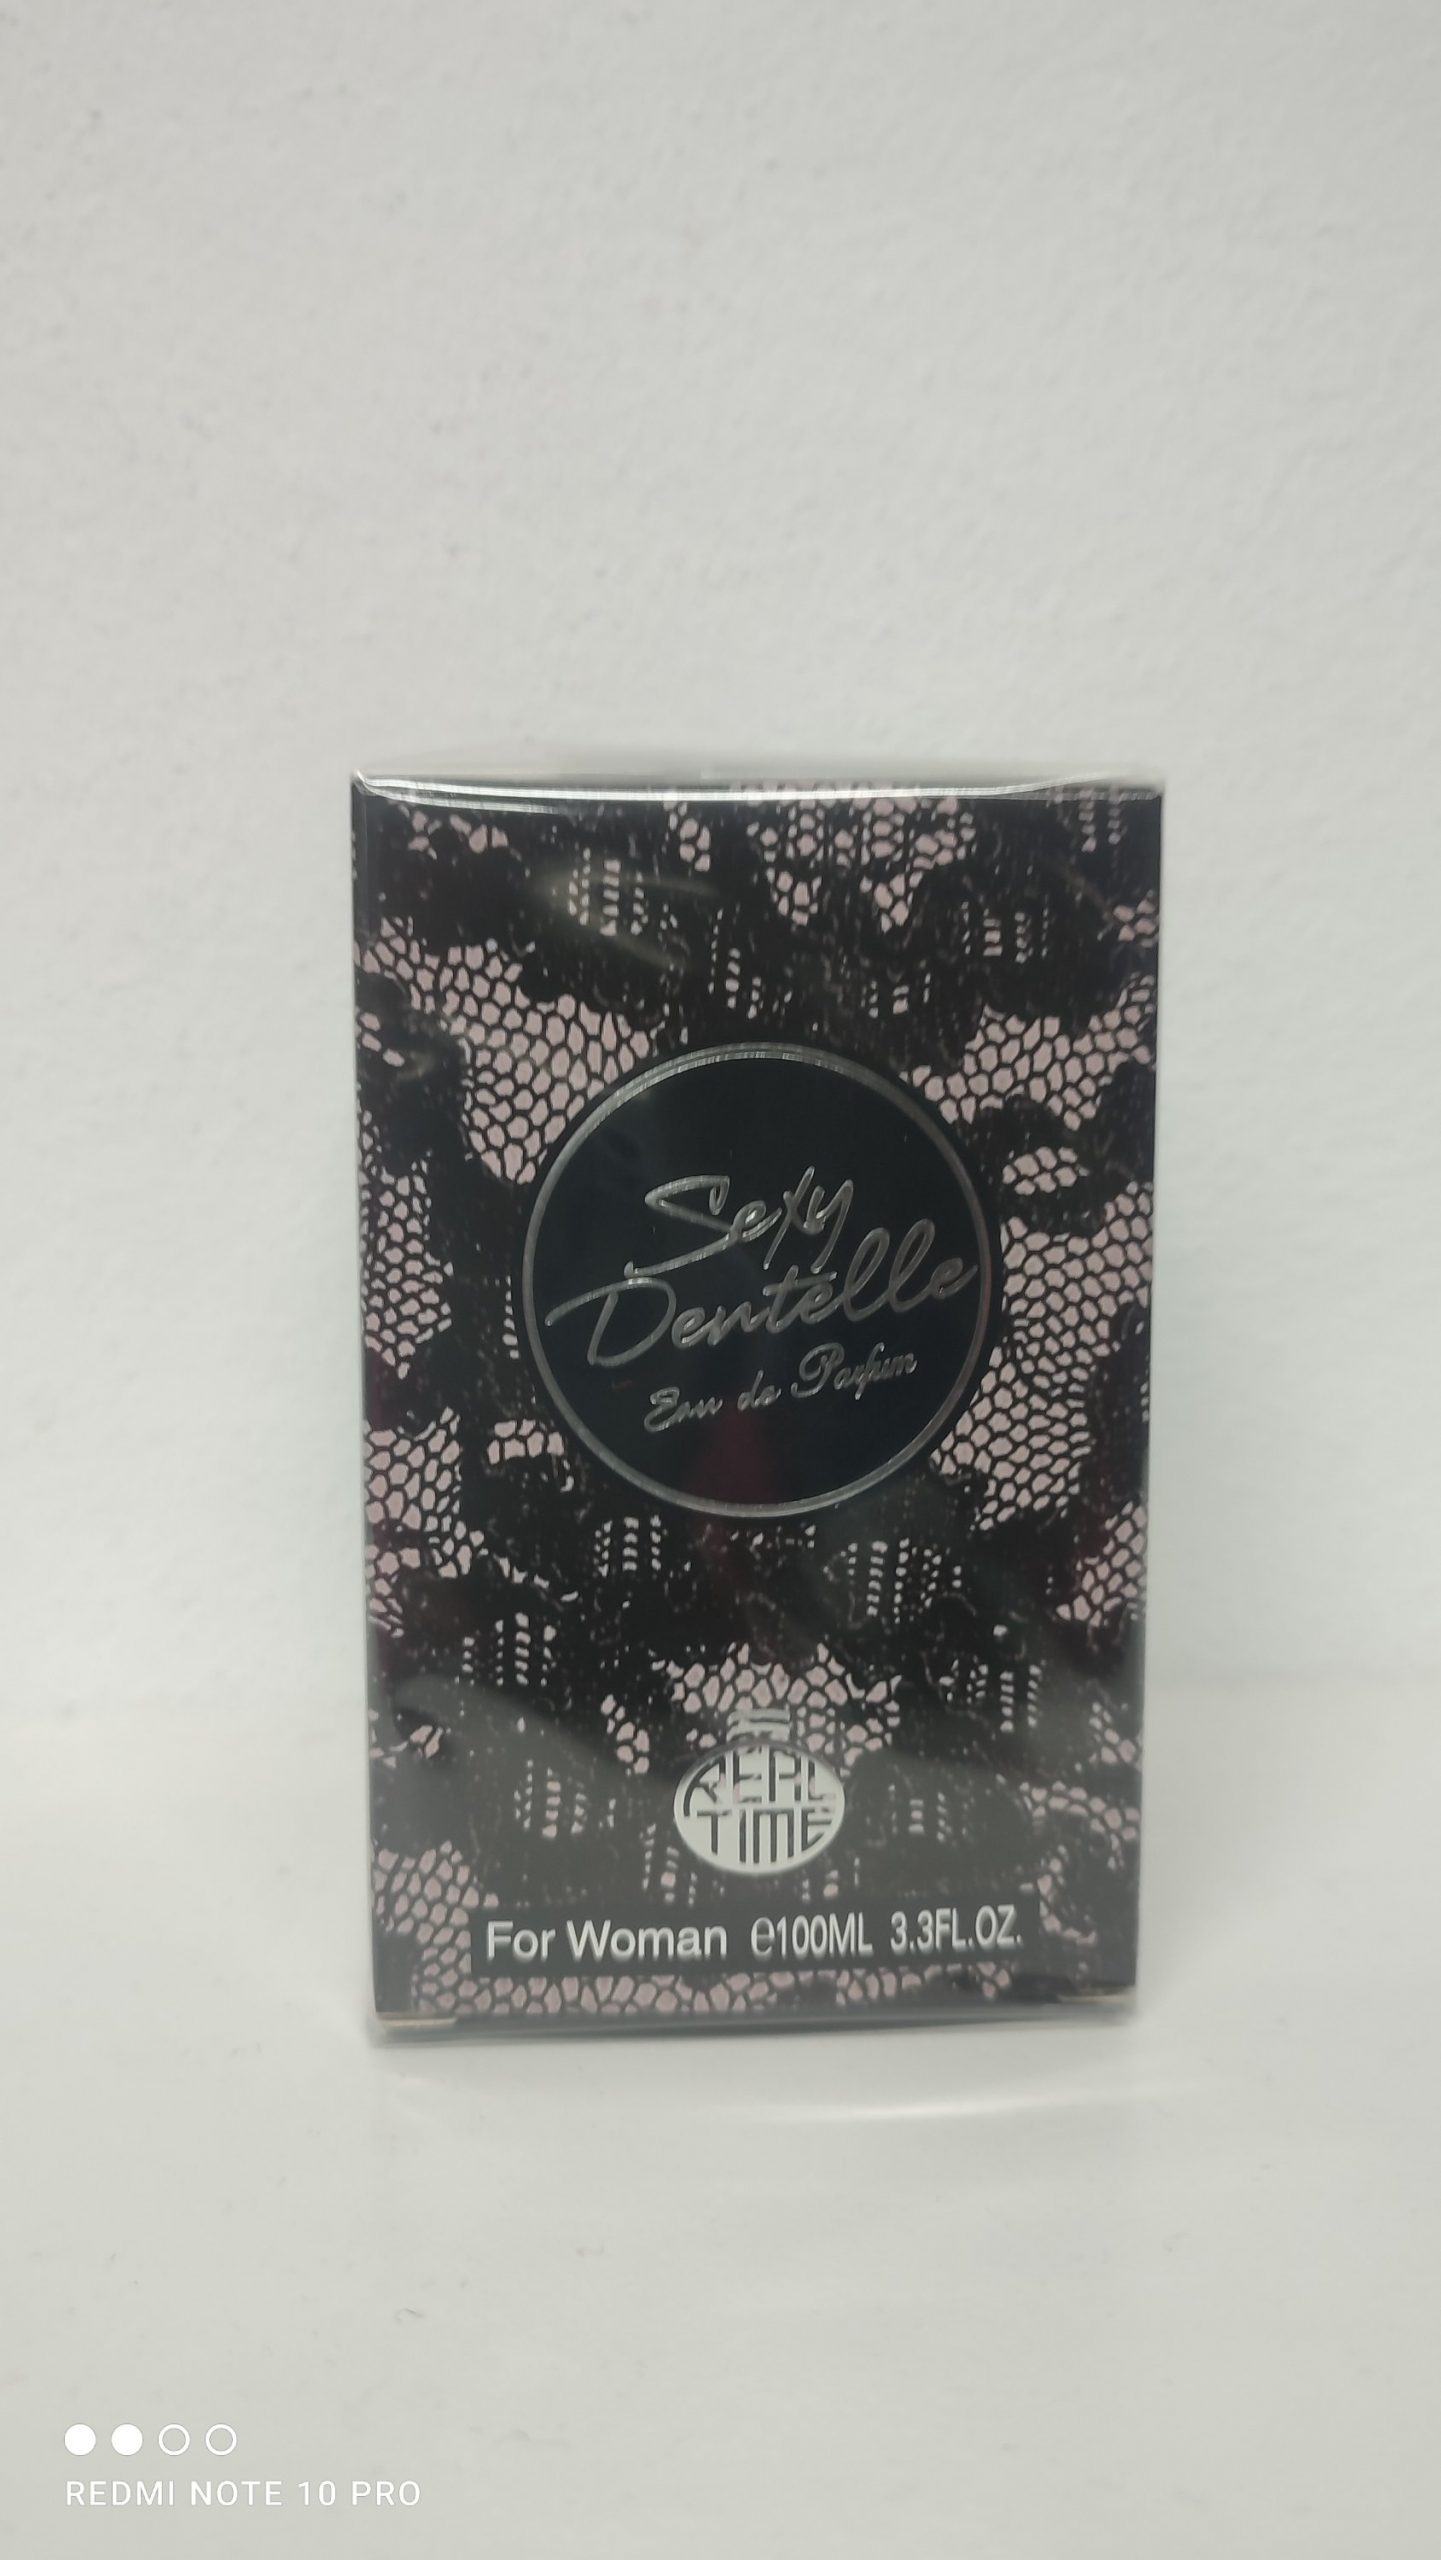 Sexy
Dentelle
Eau de Parfum
REAL
TIME
For Woman ℮100ML 3.3FL.OZ.
REDMI NOTE 10 PRO